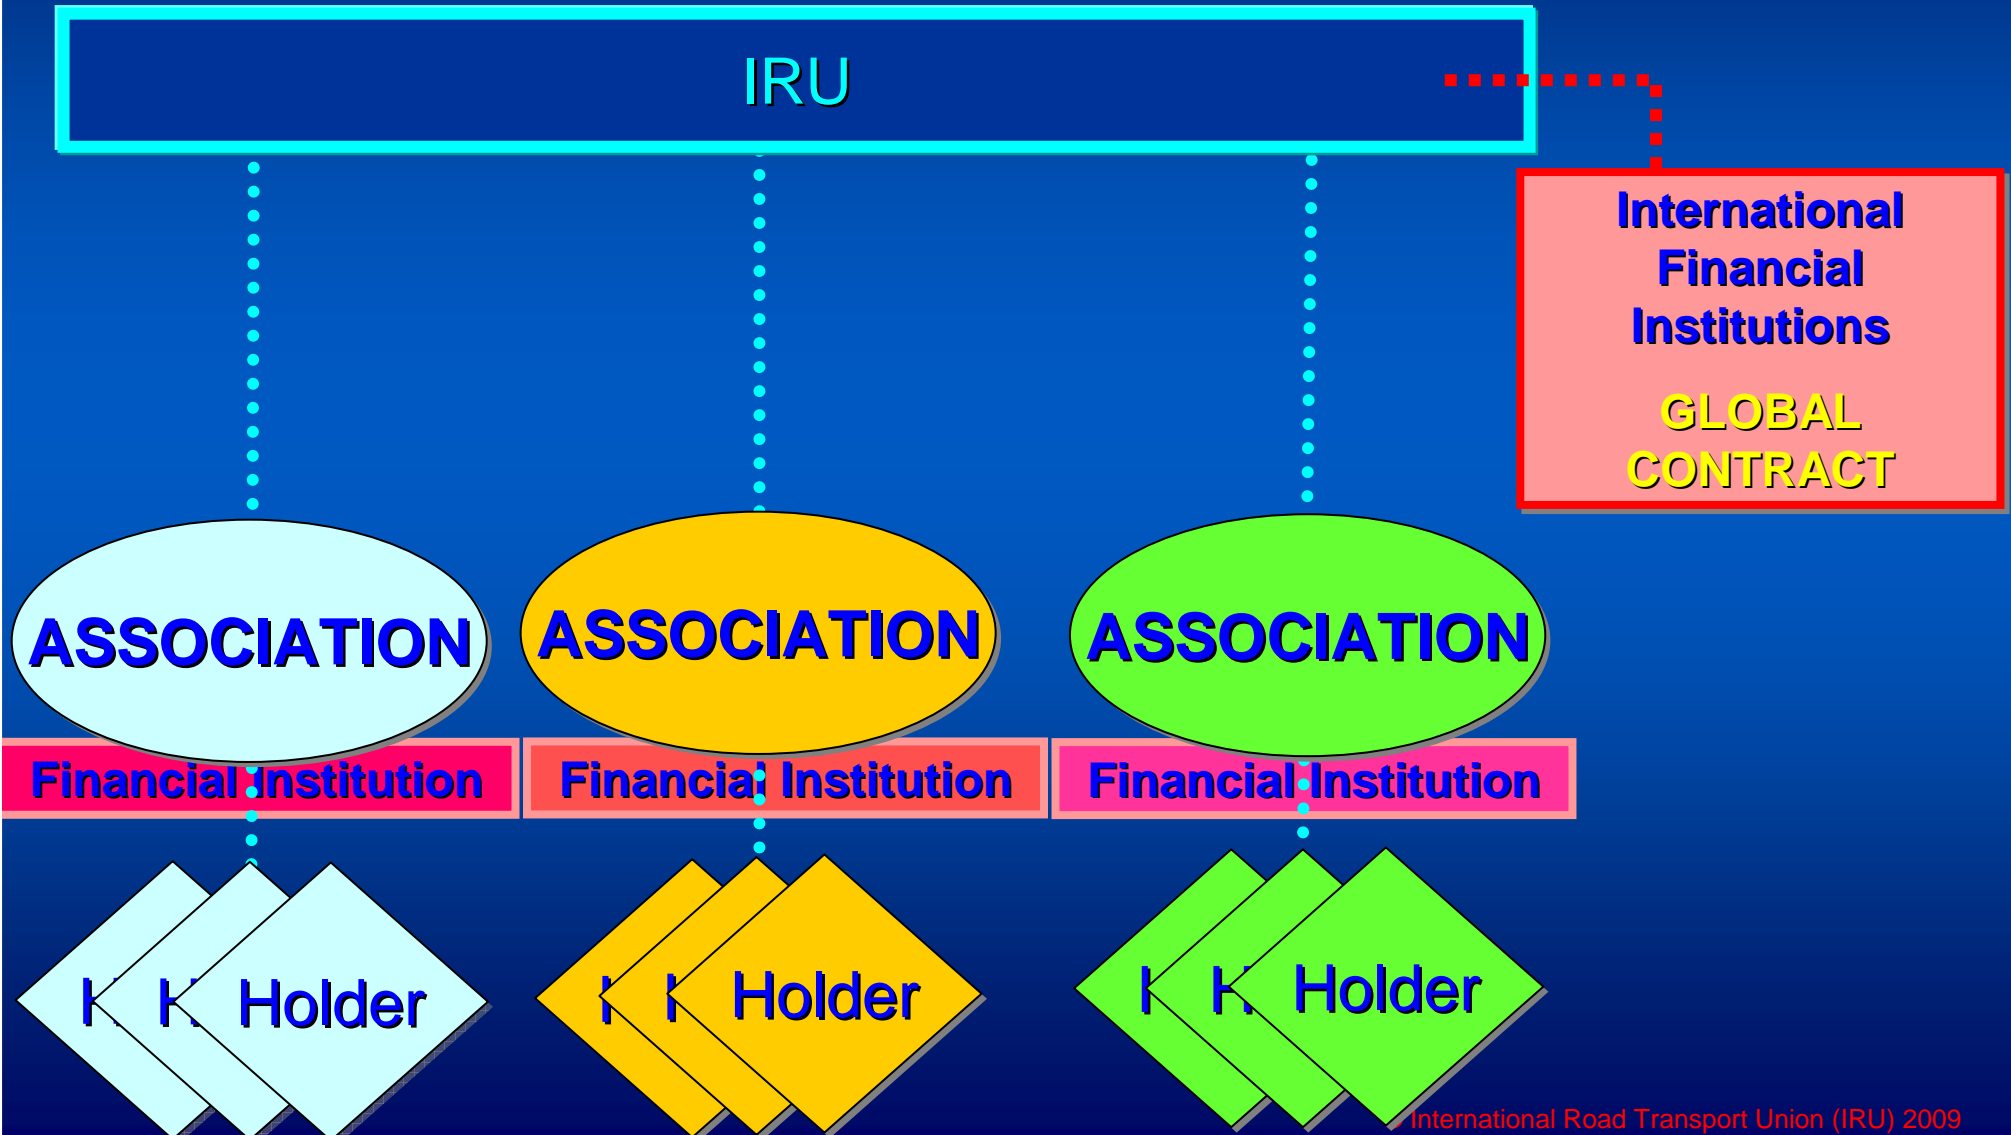 IRU
International
Financial
Institutions
GLOBAL
CONTRACT
ASSOCIATION
ASSOCIATION
ASSOCIATION
Financial Institution
Financial Institution
Financial Institution
Holder
Holder
Holder
International Road Transport Union (IRU) 2009